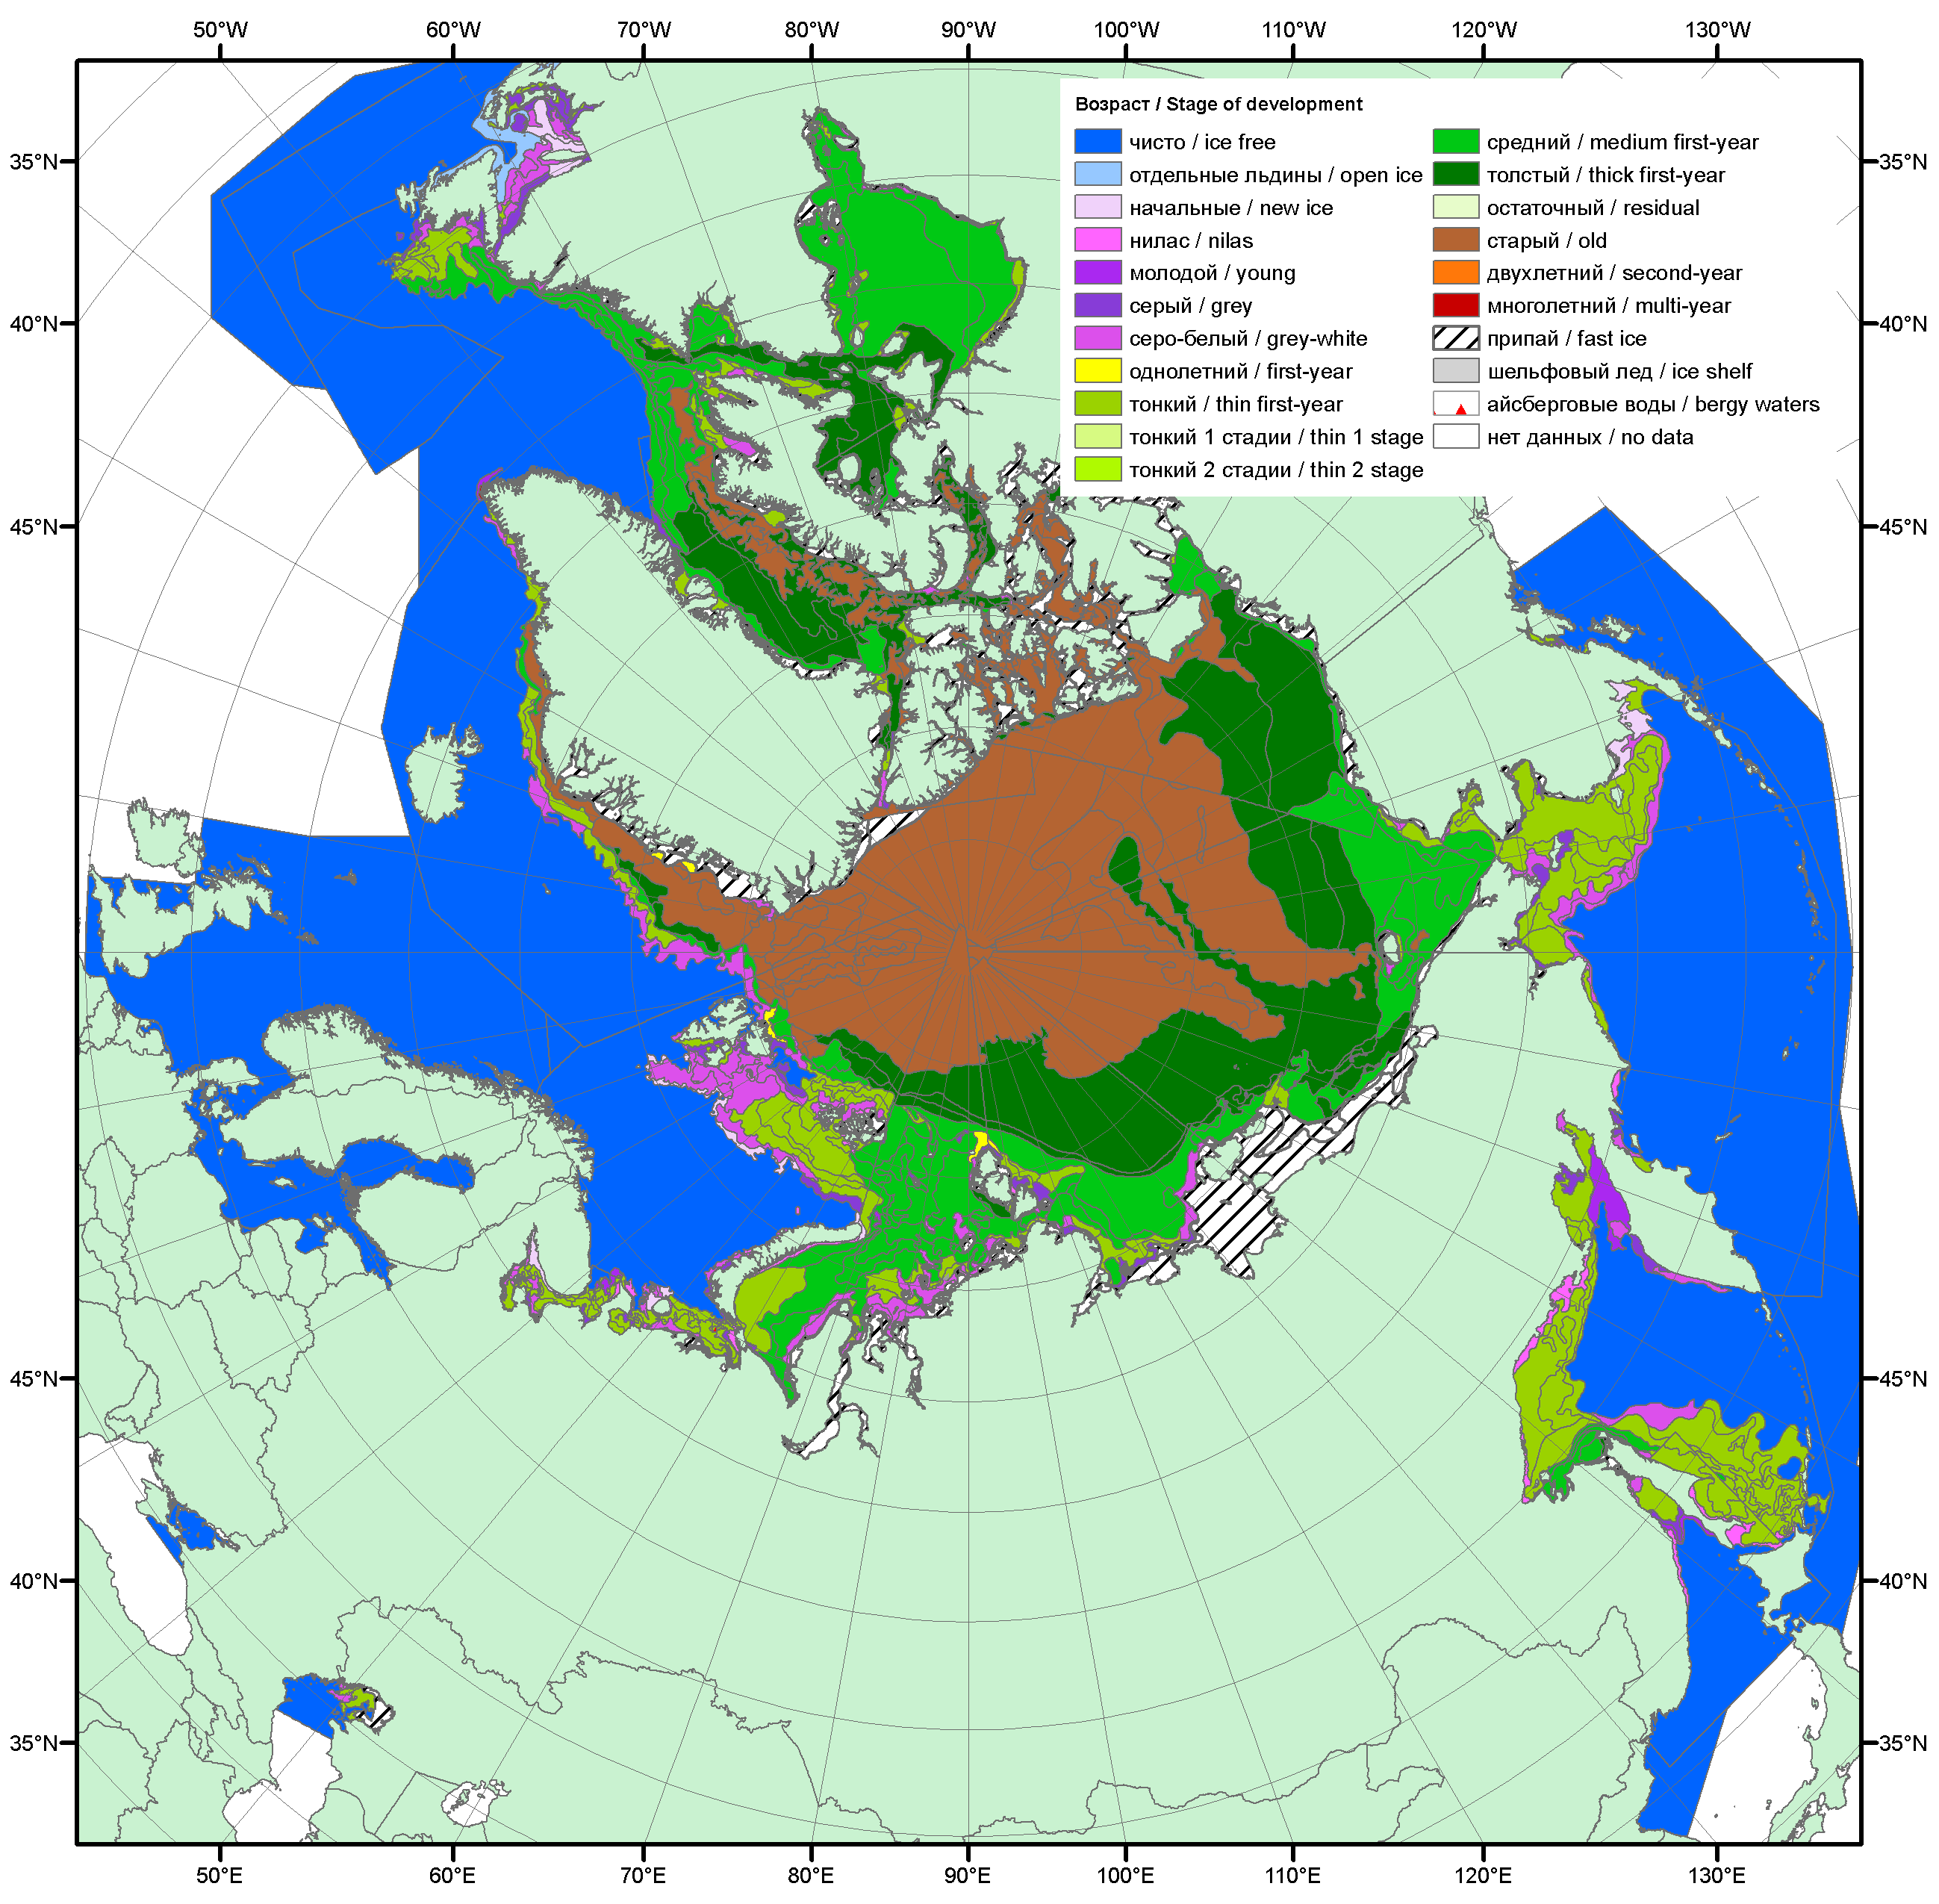 50°W 60°W 70°W 80°W 90°W 100°W 110°W 120°W 130°W
Возраст / Stage of development
чисто / ice free
отдельные льдины / open ice
начальные / new ice
нилас / nilas
молодой / young
серый / grey
серо-белый / grey-white
однолетний / first-year
тонкий / thin first-year
тонкий 1 стадии / thin 1 stage
тонкий 2 стадии / thin 2 stage
средний / medium first-year
толстый / thick first-year
остаточный / residual
старый / old
двухлетний / second-year
многолетний / multi-year
припай / fast ice
шельфовый лед / ice shelf
айсберговые воды / bergy waters
нет данных / no data
35°N 35°N
40°N 40°N
45°N 45°N
45°N 45°N
40°N 40°N
35°N 35°N
50°E 60°E 70°E 80°E 90°E 100°E 110°E 120°E 130°E